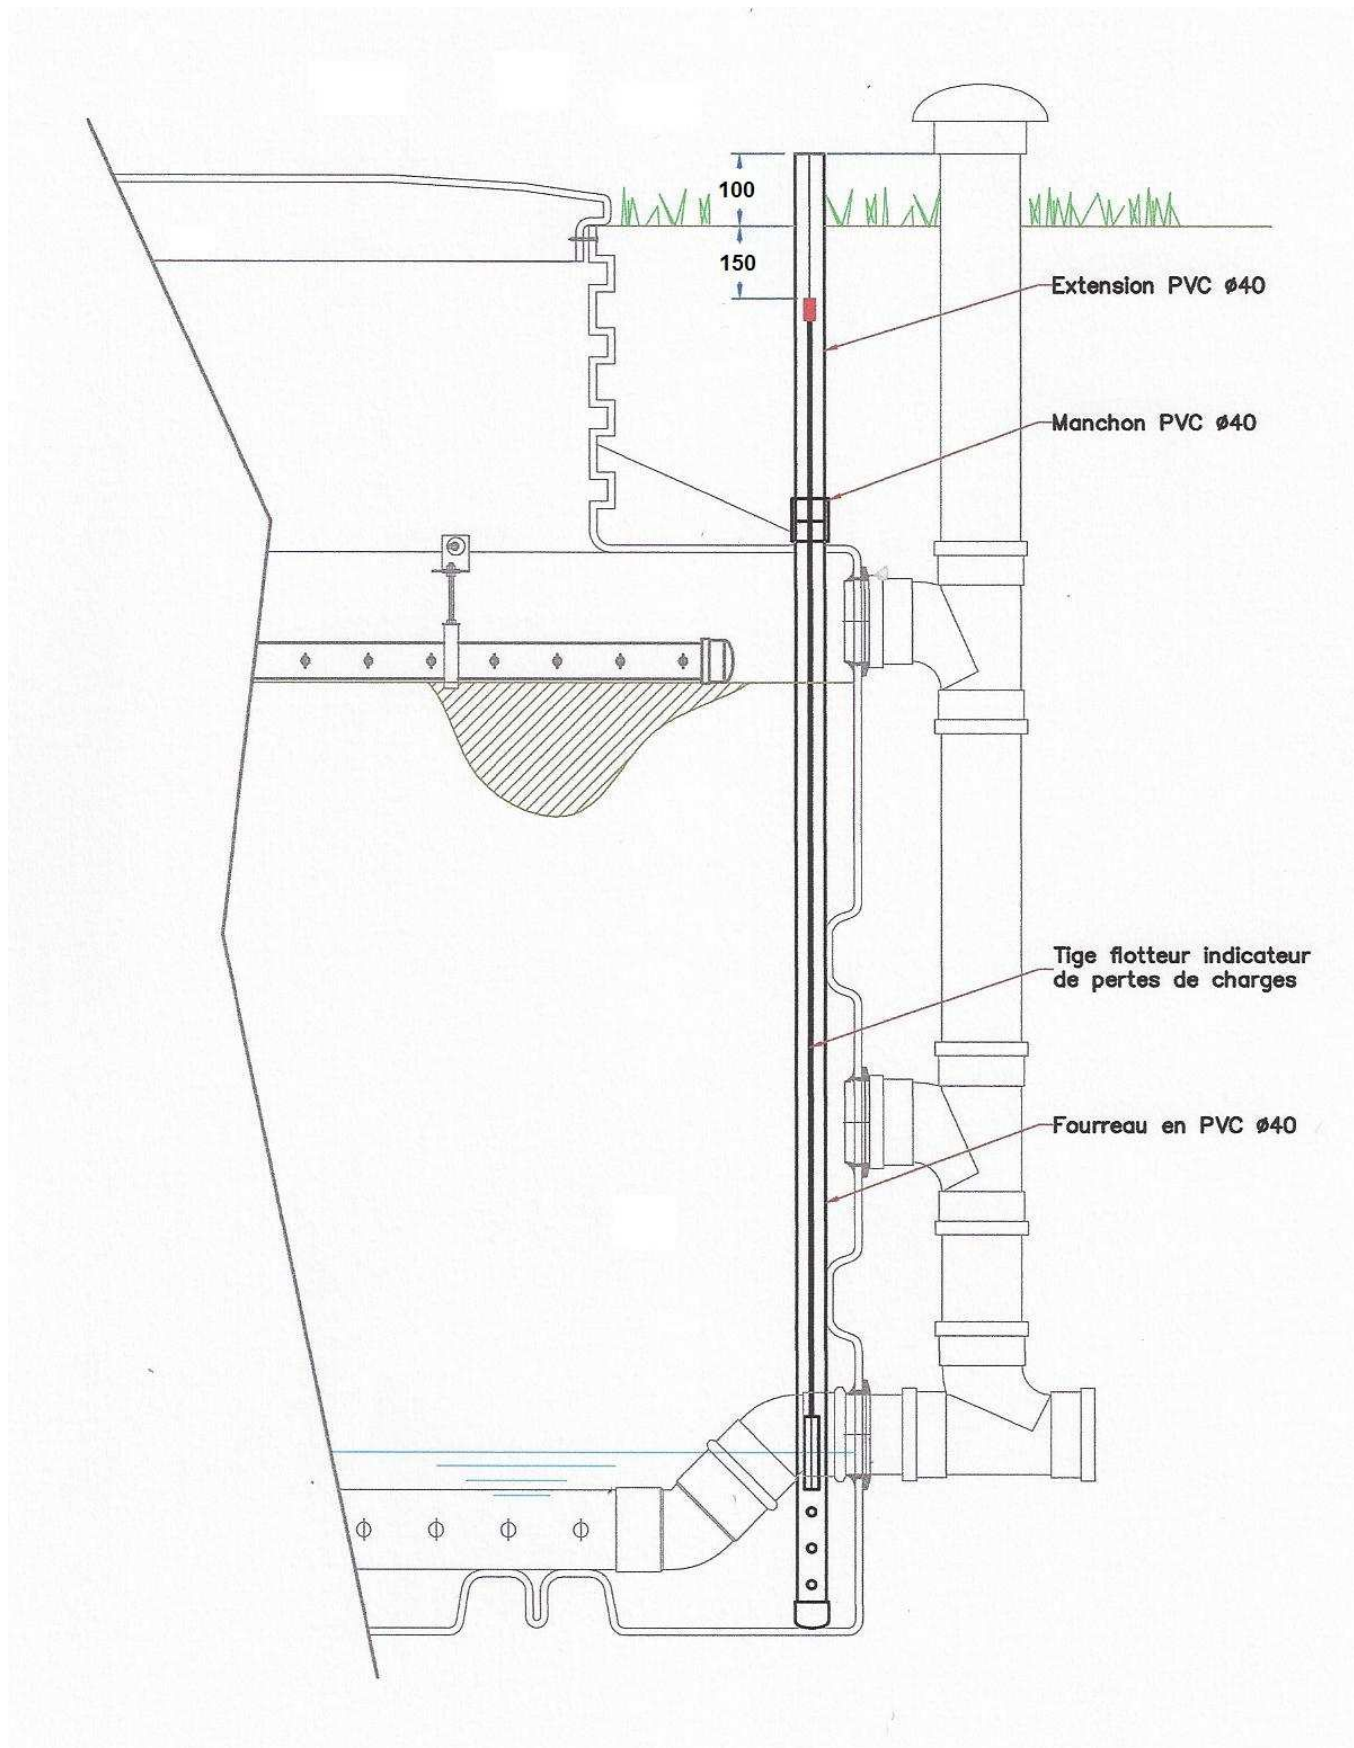 100
150
Extension PVC ø40
Manchon PVC ø40
Tige flotteur indicateur
de pertes de charges
Fourreau en PVC ø40